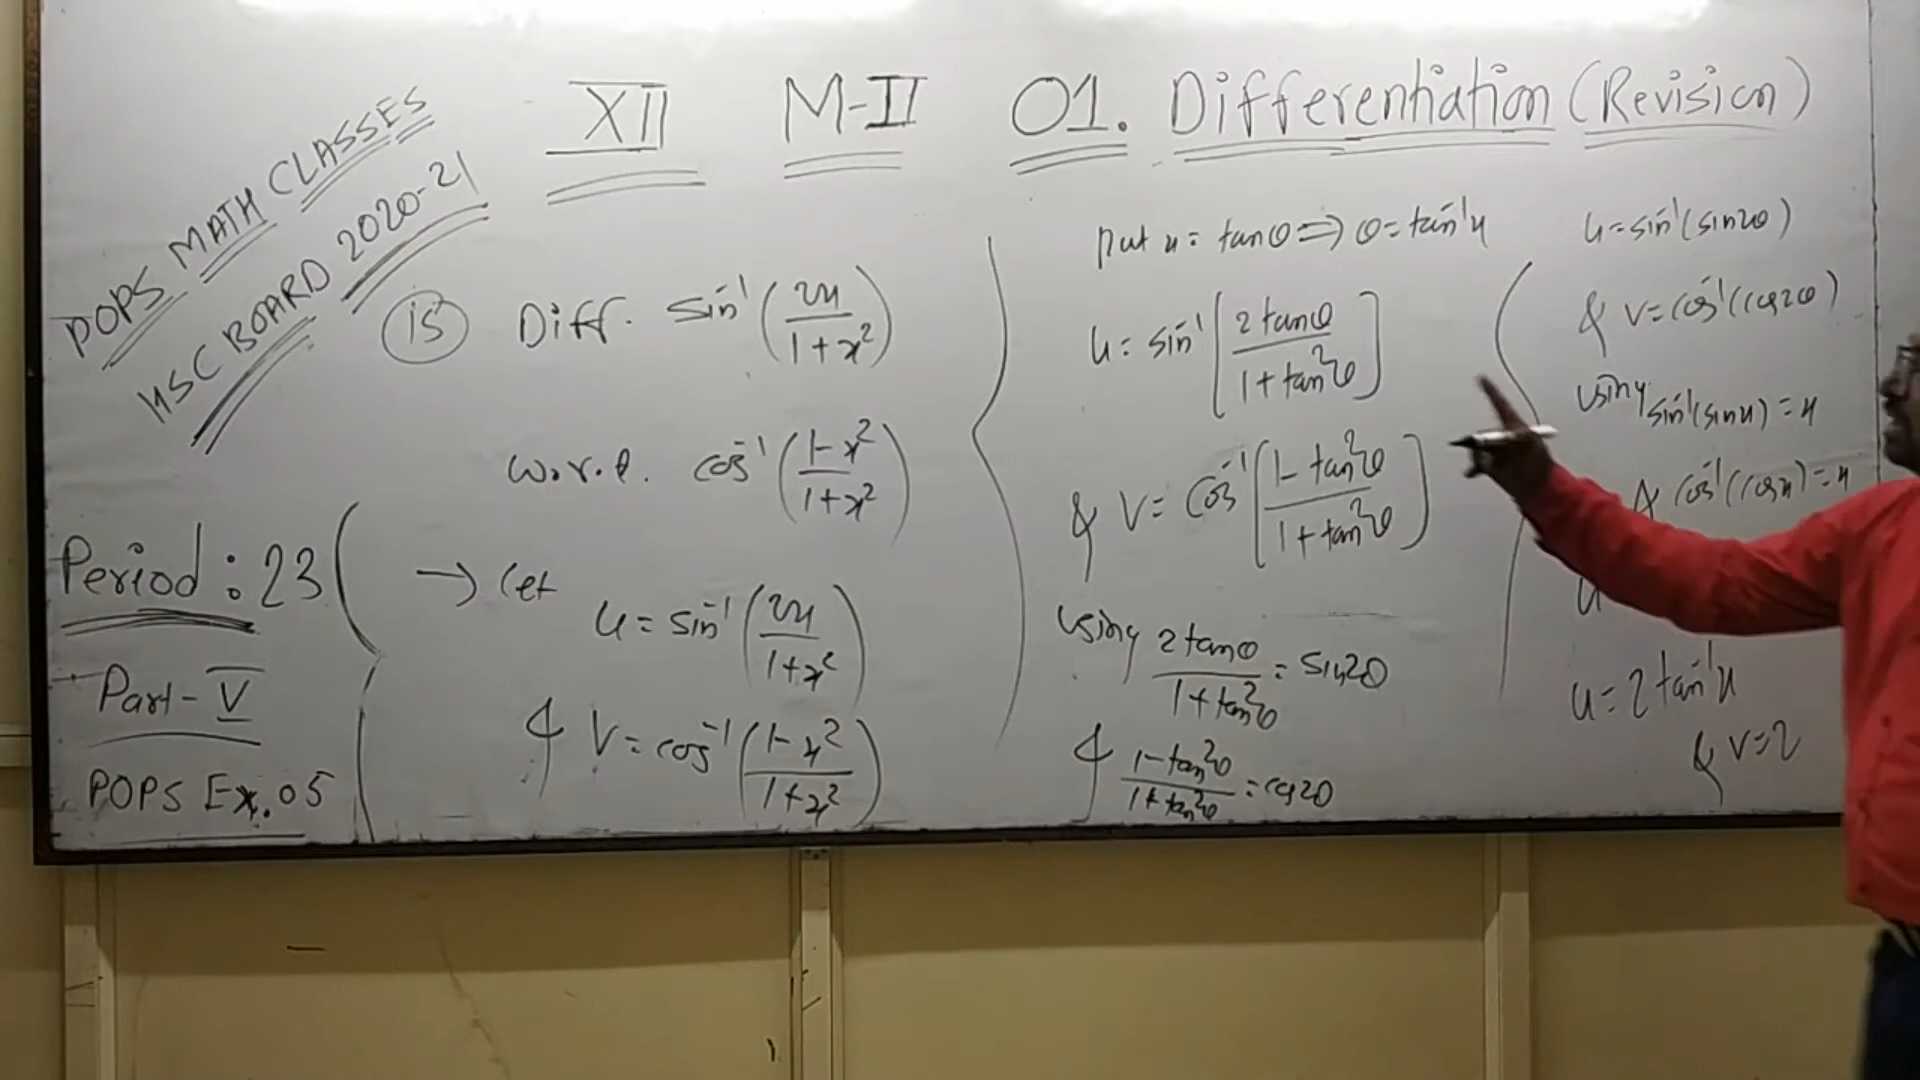 XII M-II 01. Differentiation (Revision)
POPS MATH CLASSES
HSC BOARD 2020-21
Period : 23
Part - V
POPS Ex. 05
(15) Diff. sin⁻¹(2x/(1+x²))
w.r.t. cos⁻¹((1-x²)/(1+x²))
→ Let
u = sin⁻¹(2x/(1+x²))
& v = cos⁻¹((1-x²)/(1+x²))
put x = tanθ ⇒ θ = tan⁻¹x
u = sin⁻¹[2tanθ/(1+tan²θ)]
& v = cos⁻¹[(1-tan²θ)/(1+tan²θ)]
using 2tanθ/(1+tan²θ) = sin2θ
& (1-tan²θ)/(1+tan²θ) = cos2θ
u = sin⁻¹(sin2θ)
& v = cos⁻¹(cos2θ)
using sin⁻¹(sinx) = x
& cos⁻¹(cosx) = x
u
u = 2tan⁻¹x
& v = 2